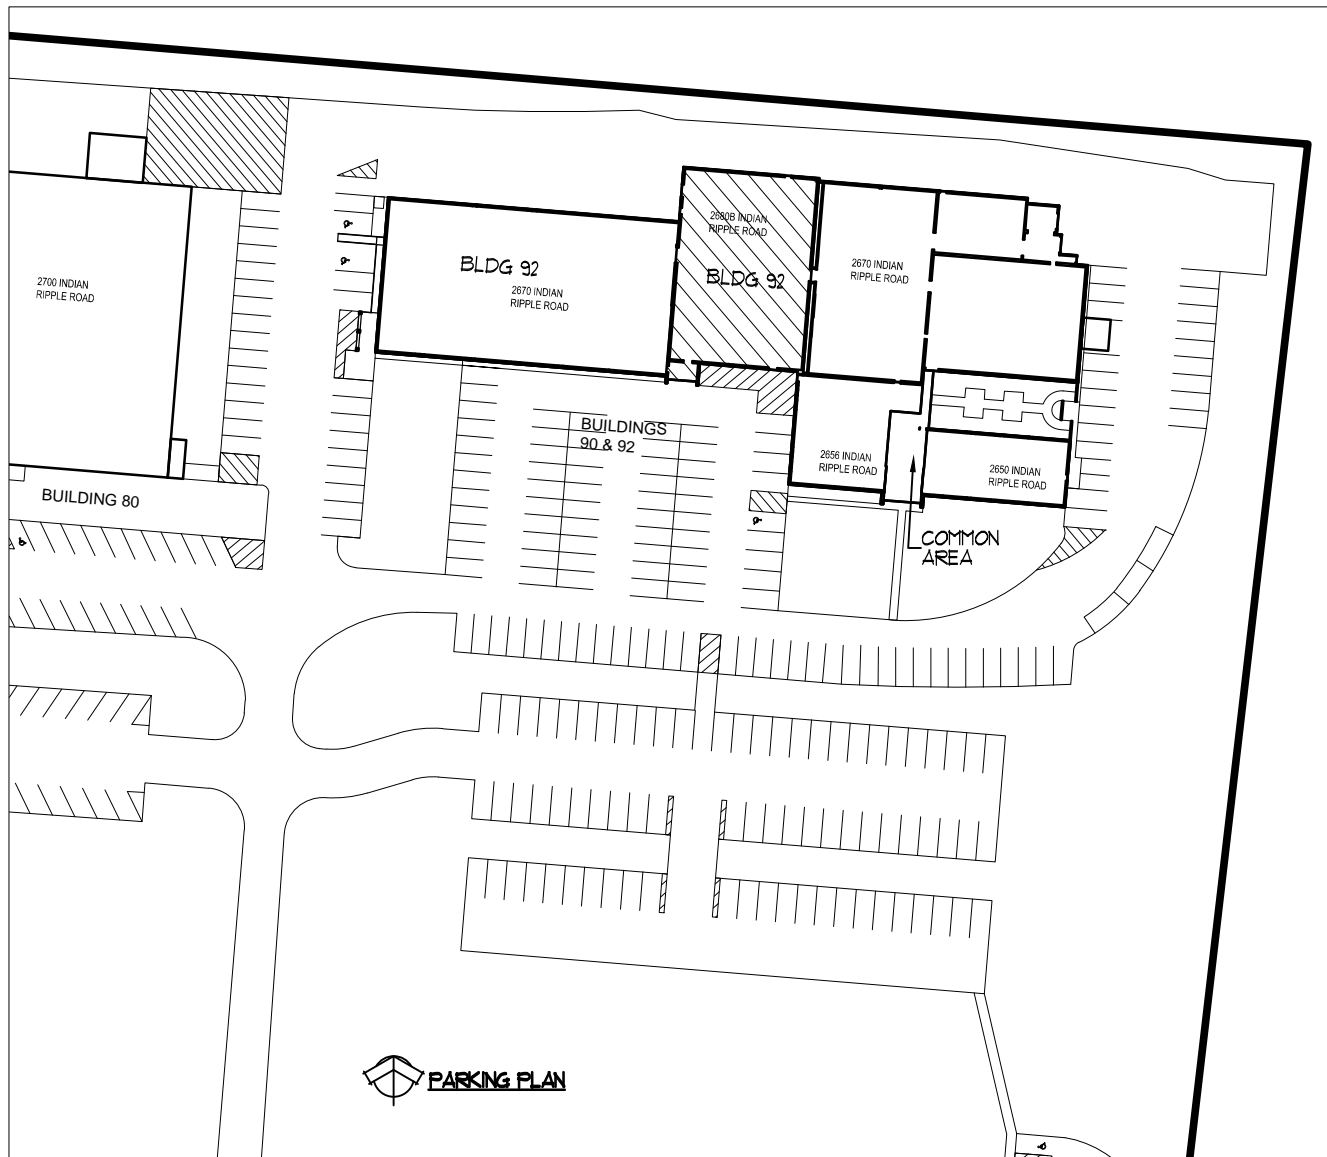 2680B INDIAN
RIPPLE ROAD
BLDG 92
2670 INDIAN
RIPPLE ROAD
BLDG 92
2670 INDIAN
RIPPLE ROAD
2700 INDIAN
RIPPLE ROAD
BUILDINGS
90 & 92
2656 INDIAN
RIPPLE ROAD
2650 INDIAN
RIPPLE ROAD
BUILDING 80
COMMON
AREA
PARKING PLAN